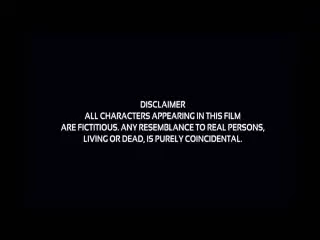 DISCLAIMER
ALL CHARACTERS APPEARING IN THIS FILM
ARE FICTITIOUS. ANY RESEMBLANCE TO REAL PERSONS,
LIVING OR DEAD, IS PURELY COINCIDENTAL.